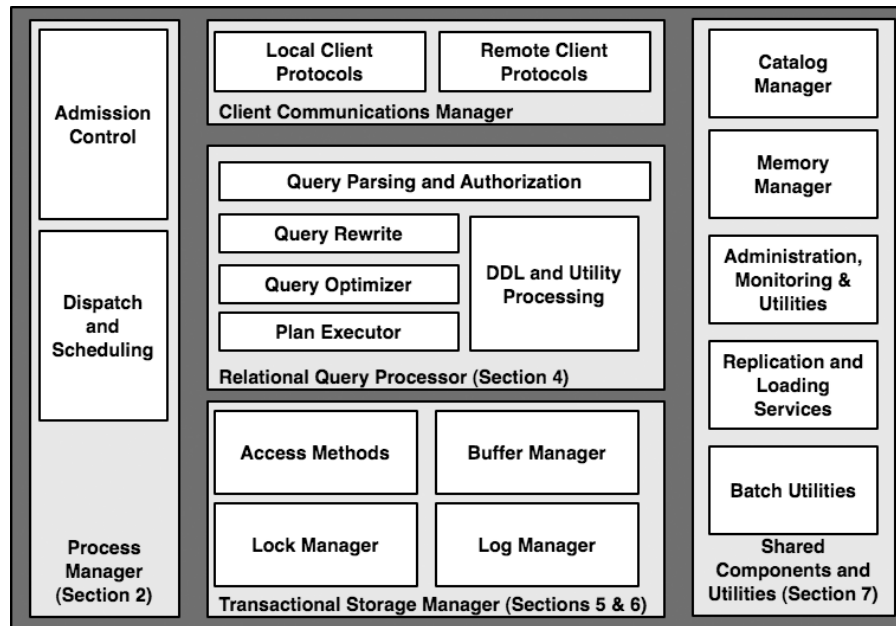 Admission
Control
Dispatch
and
Scheduling
Process
Manager
(Section 2)
Local Client
Protocols
Remote Client
Protocols
Client Communications Manager
Query Parsing and Authorization
Query Rewrite
Query Optimizer
Plan Executor
DDL and Utility
Processing
Relational Query Processor (Section 4)
Access Methods
Buffer Manager
Lock Manager
Log Manager
Transactional Storage Manager (Sections 5 & 6)
Catalog
Manager
Memory
Manager
Administration,
Monitoring &
Utilities
Replication and
Loading
Services
Batch Utilities
Shared
Components and
Utilities (Section 7)